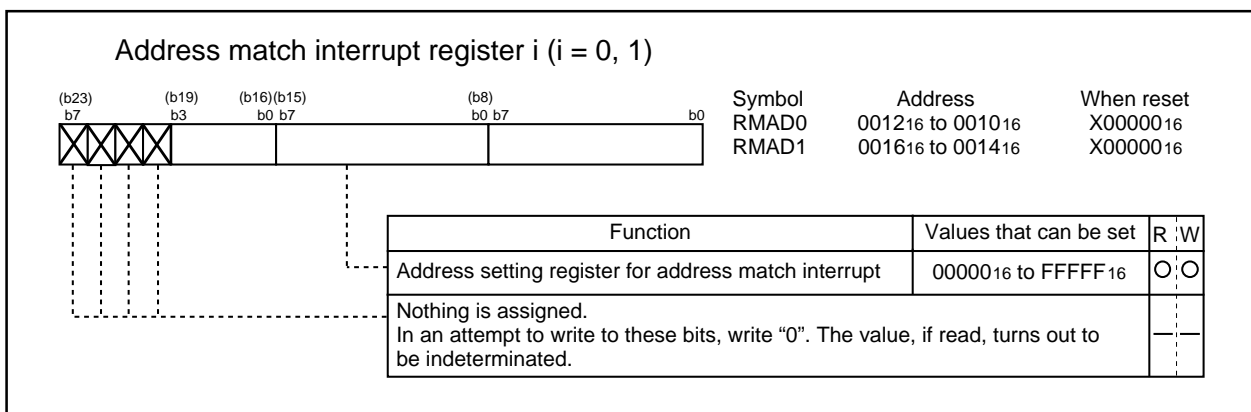 Address match interrupt register i (i = 0, 1)
(b23) (b19) (b16)(b15) (b8)
b7 b3 b0 b7 b0 b7 b0
Symbol Address When reset
RMAD0 001216 to 001016 X0000016
RMAD1 001616 to 001416 X0000016
Function Values that can be set R W
Address setting register for address match interrupt 0000016 to FFFFF16 O O
Nothing is assigned.
In an attempt to write to these bits, write “0”. The value, if read, turns out to
be indeterminated.
— —